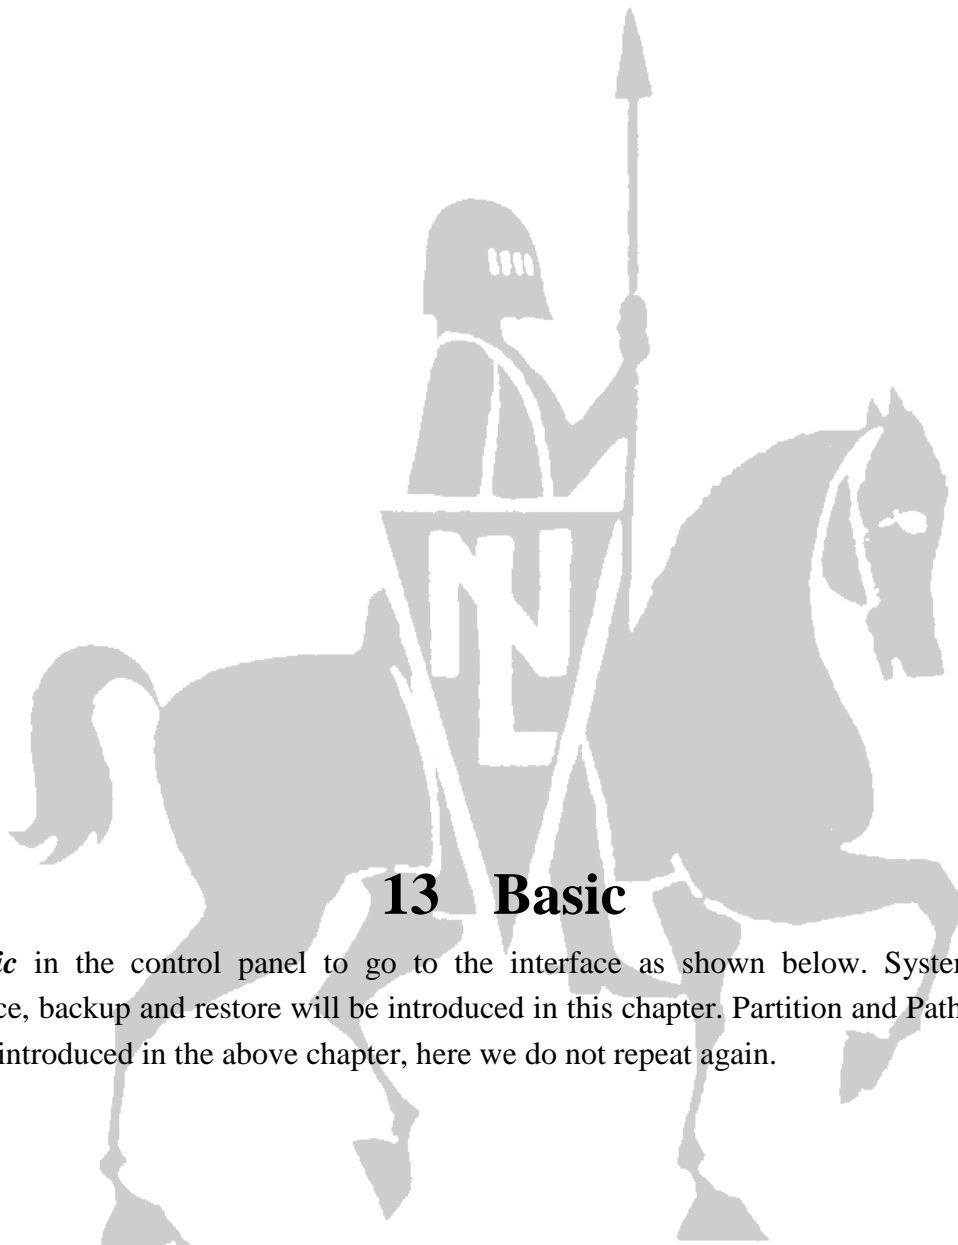 NL
13 Basic
ic in the control panel to go to the interface as shown below. System
ce, backup and restore will be introduced in this chapter. Partition and Path
introduced in the above chapter, here we do not repeat again.